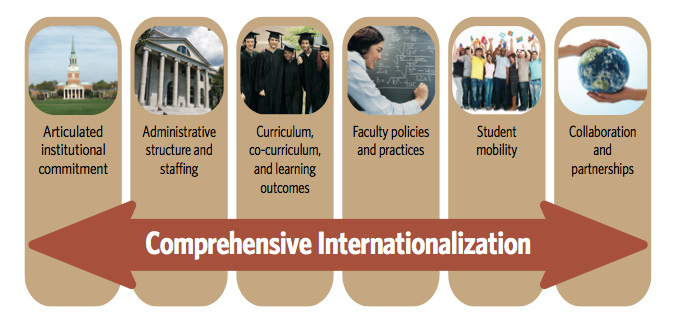 Articulated
institutional
commitment
Administrative
structure and
staffing
Curriculum,
co-curriculum,
and learning
outcomes
Faculty policies
and practices
Student
mobility
Collaboration
and
partnerships
Comprehensive Internationalization